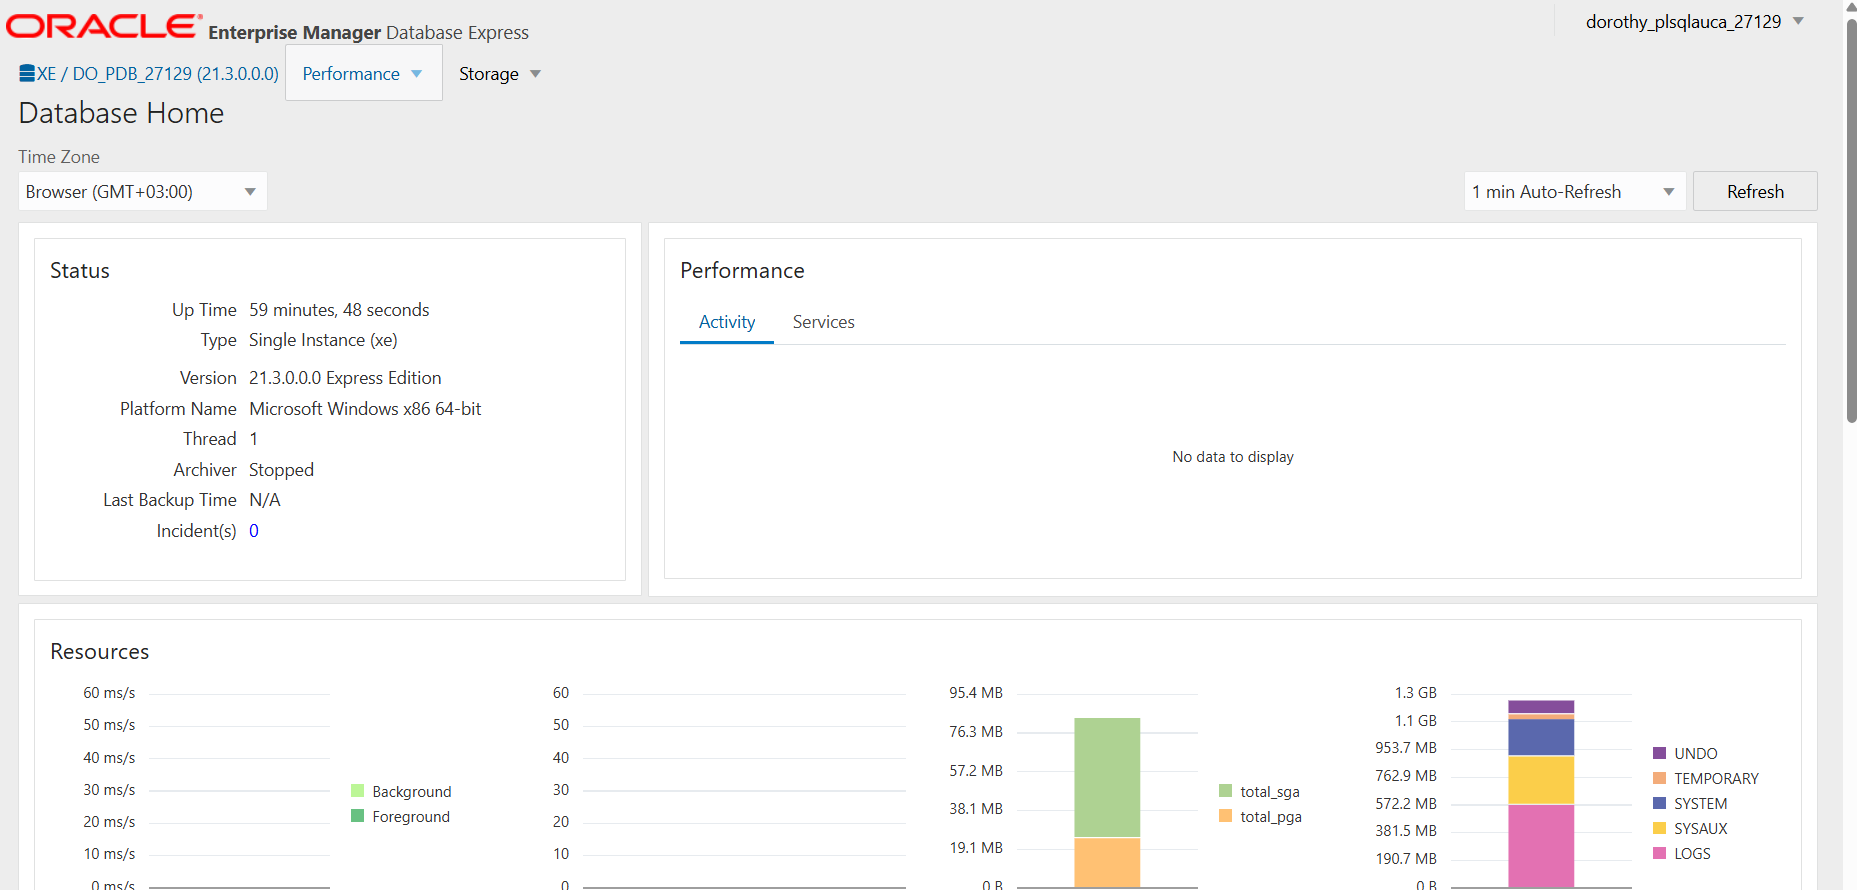 ORACLE Enterprise Manager Database Express
dorothy_plsqlauca_27129
XE / DO_PDB_27129 (21.3.0.0.0)
Performance
Storage
Database Home
Time Zone
Browser (GMT+03:00)
1 min Auto-Refresh
Refresh
Status
Up Time 59 minutes, 48 seconds
Type Single Instance (xe)
Version 21.3.0.0.0 Express Edition
Platform Name Microsoft Windows x86 64-bit
Thread 1
Archiver Stopped
Last Backup Time N/A
Incident(s) 0
Performance
Activity
Services
No data to display
Resources
60 ms/s
50 ms/s
40 ms/s
30 ms/s
20 ms/s
10 ms/s
0 ms/s
Background
Foreground
60
50
40
30
20
10
0
95.4 MB
76.3 MB
57.2 MB
38.1 MB
19.1 MB
0 B
total_sga
total_pga
1.3 GB
1.1 GB
953.7 MB
762.9 MB
572.2 MB
381.5 MB
190.7 MB
0 B
UNDO
TEMPORARY
SYSTEM
SYSAUX
LOGS